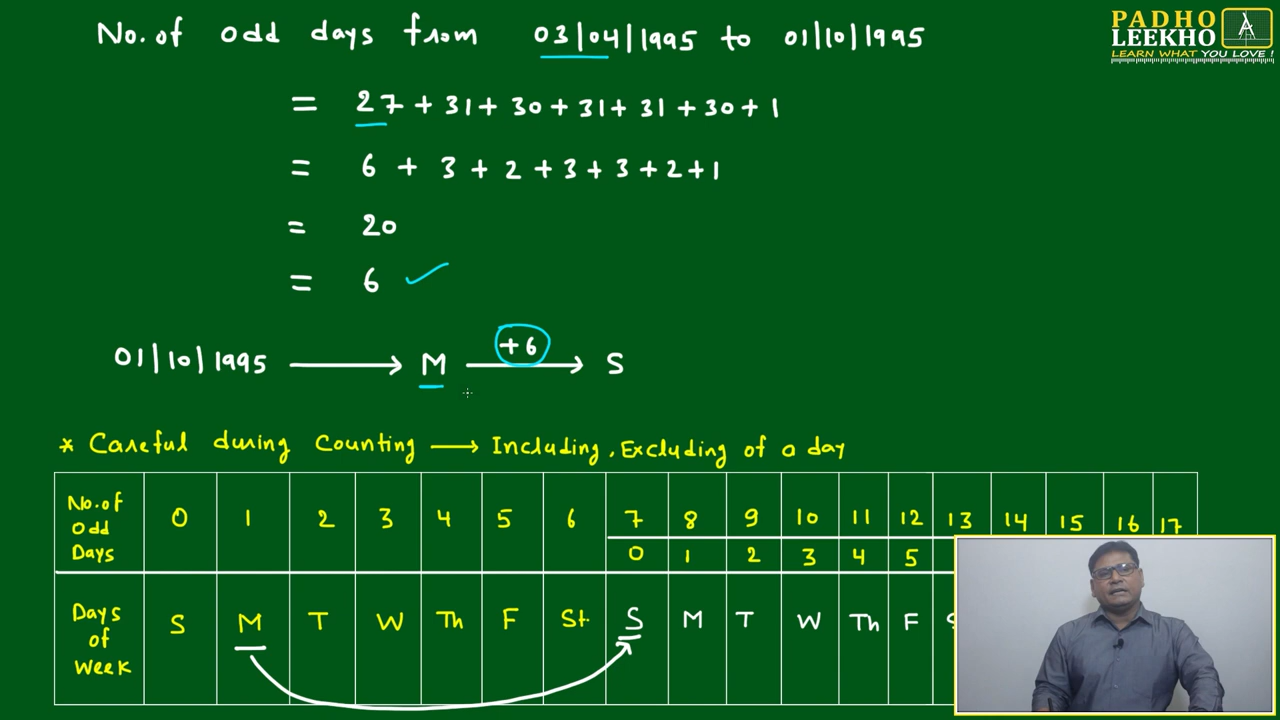 No. of odd days from 03/04/1995 to 01/10/1995
PADHO
LEEKHO
LEARN WHAT YOU LOVE !
= 27 + 31 + 30 + 31 + 31 + 30 + 1
= 6 + 3 + 2 + 3 + 3 + 2 + 1
= 20
= 6 ✓
01/10/1995 ⟶ M +6 ⟶ S
* Careful during Counting ⟶ Including, Excluding of a day
No. of Odd Days 0 1 2 3 4 5 6 7 8 9 10 11 12 13 14 15 16 17
0 1 2 3 4 5
Days of Week S M T W Th F St S M T W Th F